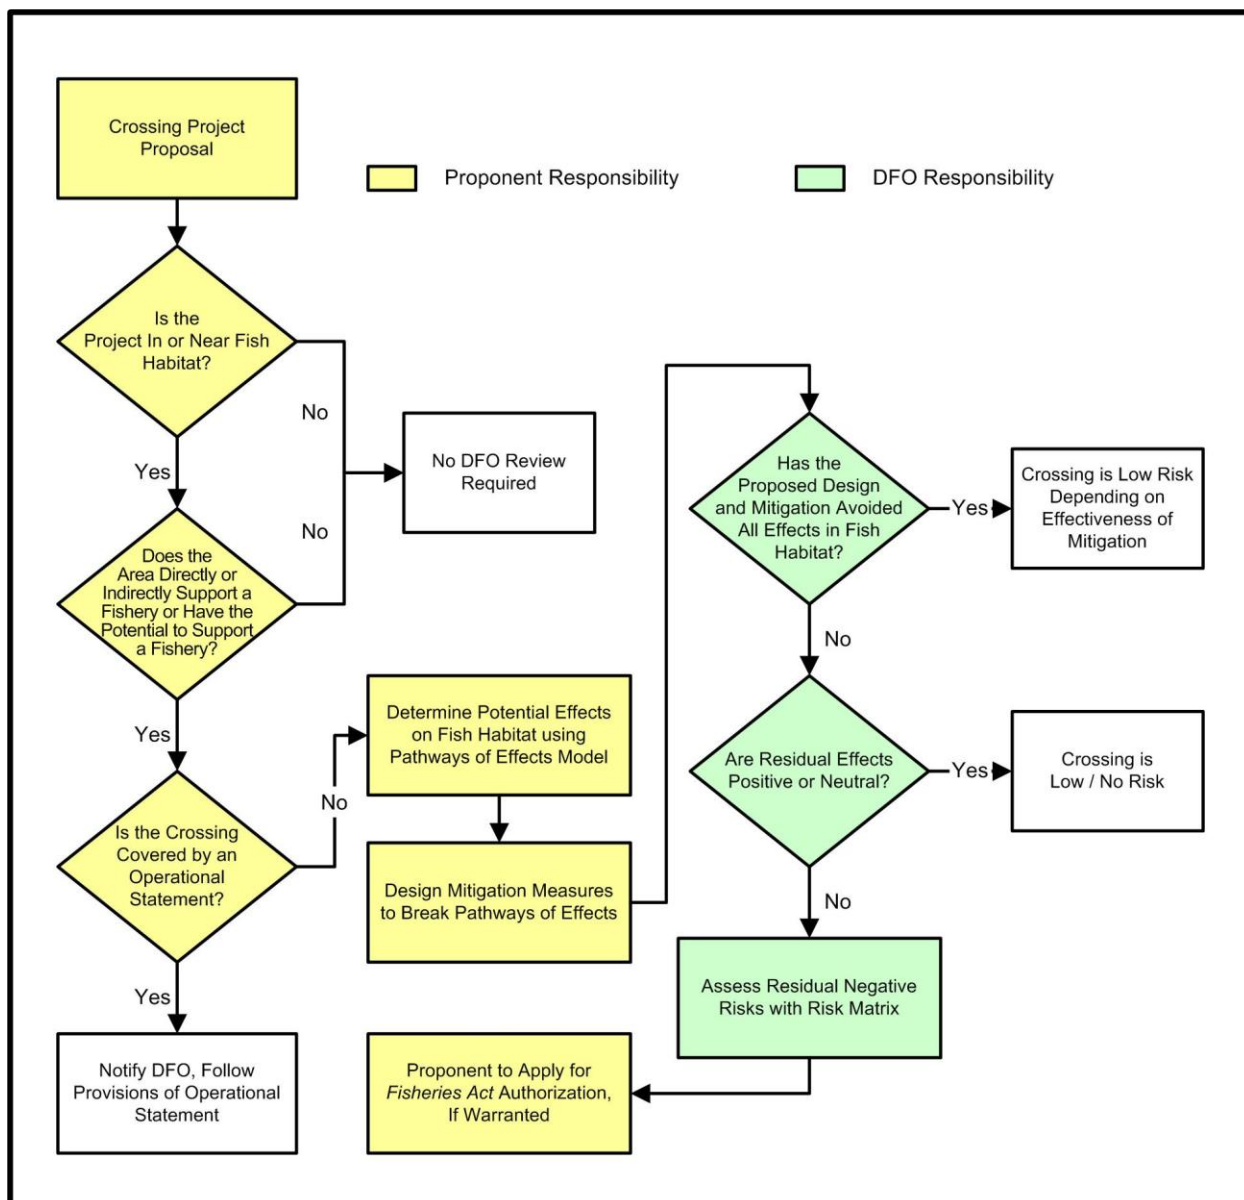 Crossing Project
Proposal
Proponent Responsibility
DFO Responsibility
Is the
Project In or Near Fish
Habitat?
No
Yes
No DFO Review
Required
No
Does the
Area Directly or
Indirectly Support a
Fishery or Have the
Potential to Support
a Fishery?
Yes
Is the Crossing
Covered by an
Operational
Statement?
No
Yes
Notify DFO, Follow
Provisions of Operational
Statement
Determine Potential Effects
on Fish Habitat using
Pathways of Effects Model
Design Mitigation Measures
to Break Pathways of Effects
Has the
Proposed Design
and Mitigation Avoided
All Effects in Fish
Habitat?
Yes
Crossing is Low Risk
Depending on
Effectiveness of
Mitigation
No
Are Residual Effects
Positive or Neutral?
Yes
Crossing is
Low / No Risk
No
Assess Residual Negative
Risks with Risk Matrix
Proponent to Apply for
Fisheries Act Authorization,
If Warranted